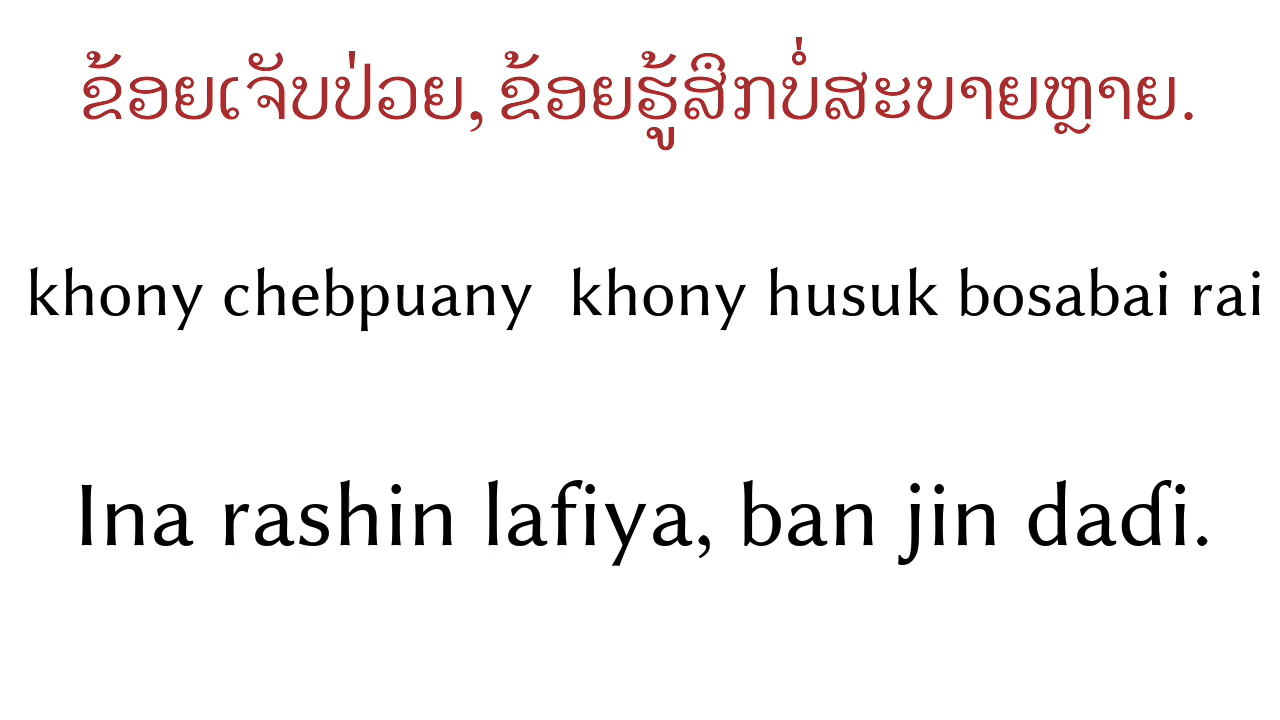 ຂ້ອຍເຈັບປ່ວຍ, ຂ້ອຍຮູ້ສຶກບໍ່ສະບາຍຫຼາຍ.
khony chebpuany khony husuk bosabai rai
Ina rashin lafiya, ban jin daɗi.